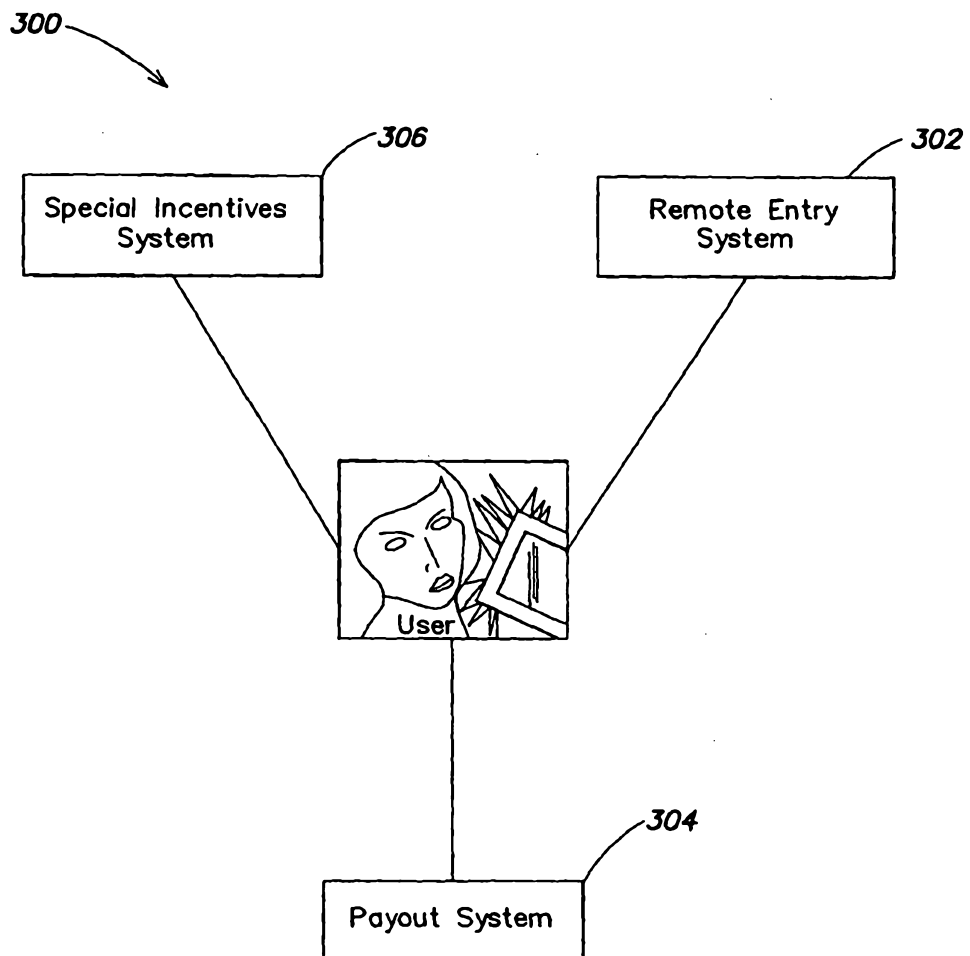 300
306
302
Special Incentives
System
Remote Entry
System
User
304
Payout System